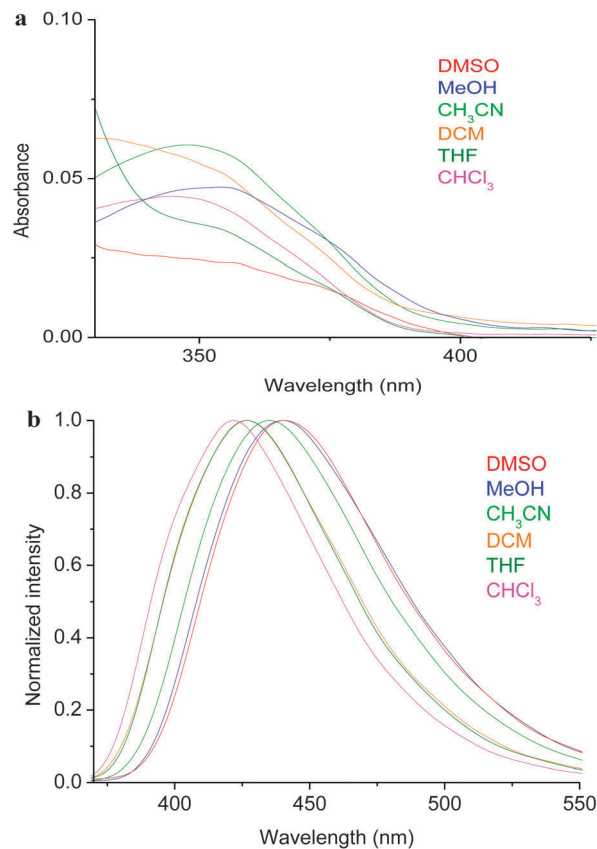 a
0.10
DMSO
MeOH
CH₃CN
DCM
THF
CHCl₃
0.05
Absorbance
0.00
350
400
Wavelength (nm)
b
1.0
0.8
0.6
0.4
0.2
0.0
Normalized intensity
DMSO
MeOH
CH₃CN
DCM
THF
CHCl₃
400
450
500
550
Wavelength (nm)